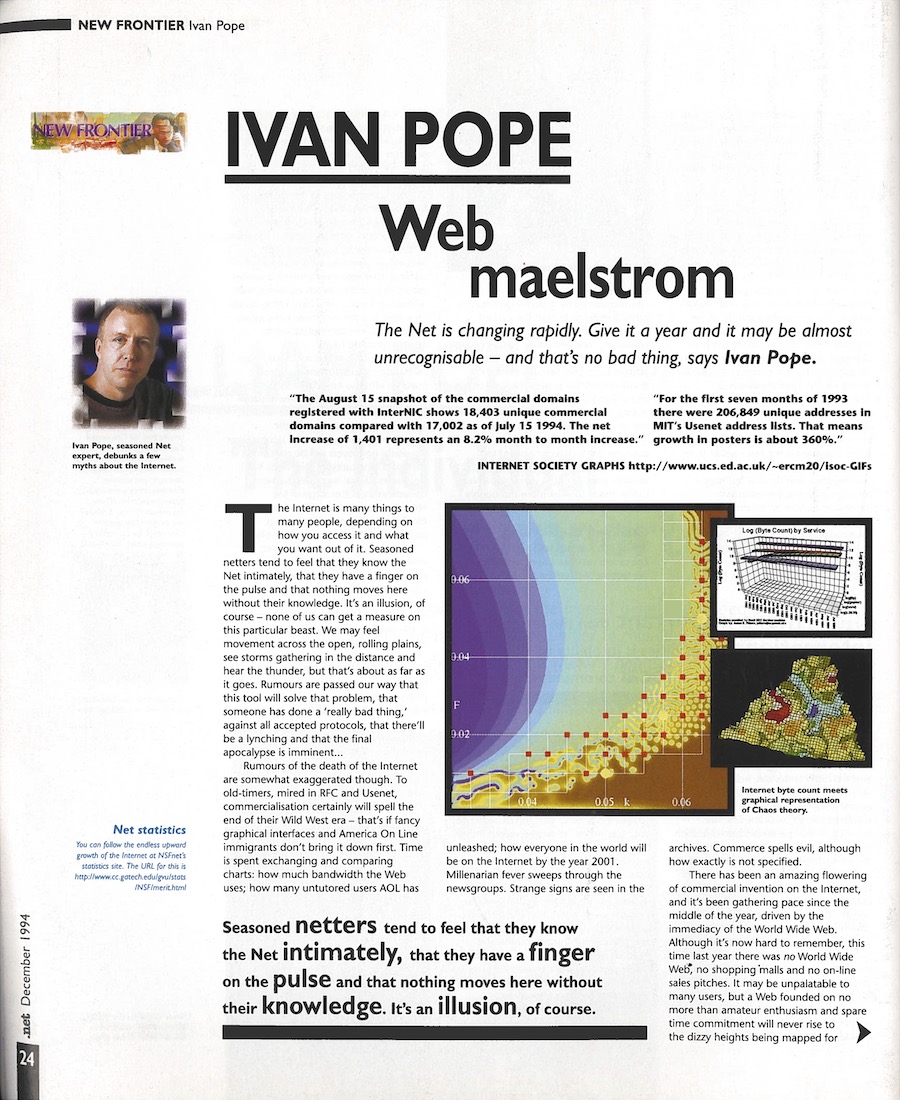 NEW FRONTIER Ivan Pope
NEW FRONTIER
IVAN POPE
Web
maelstrom
The Net is changing rapidly. Give it a year and it may be almost
unrecognisable – and that's no bad thing, says Ivan Pope.
Ivan Pope, seasoned Net
expert, debunks a few
myths about the Internet.
"The August 15 snapshot of the commercial domains
registered with InterNIC shows 18,403 unique commercial
domains compared with 17,002 as of July 15 1994. The net
increase of 1,401 represents an 8.2% month to month increase."
"For the first seven months of 1993
there were 206,849 unique addresses in
MIT's Usenet address lists. That means
growth in posters is about 360%."
INTERNET SOCIETY GRAPHS http://www.ucs.ed.ac.uk/~ercm20/isoc-GIFs
The Internet is many things to
many people, depending on
how you access it and what
you want out of it. Seasoned
netters tend to feel that they know the
Net intimately, that they have a finger on
the pulse and that nothing moves here
without their knowledge. It's an illusion, of
course – none of us can get a measure on
this particular beast. We may feel
movement across the open, rolling plains,
see storms gathering in the distance and
hear the thunder, but that's about as far as
it goes. Rumours are passed our way that
this tool will solve that problem, that
someone has done a 'really bad thing,'
against all accepted protocols, that there'll
be a lynching and that the final
apocalypse is imminent...
Rumours of the death of the Internet
are somewhat exaggerated though. To
old-timers, mired in RFC and Usenet,
commercialisation certainly will spell the
end of their Wild West era – that's if fancy
graphical interfaces and America On Line
immigrants don't bring it down first. Time
is spent exchanging and comparing
charts: how much bandwidth the Web
uses; how many untutored users AOL has
0.06
0.04
F
0.02
0.04 0.05 k 0.06
Log (Byte Count) by Service
Internet byte count meets
graphical representation
of Chaos theory.
unleashed; how everyone in the world will
be on the Internet by the year 2001.
Millenarian fever sweeps through the
newsgroups. Strange signs are seen in the
archives. Commerce spells evil, although
how exactly is not specified.
There has been an amazing flowering
of commercial invention on the Internet,
and it's been gathering pace since the
middle of the year, driven by the
immediacy of the World Wide Web.
Although it's now hard to remember, this
time last year there was no World Wide
Web, no shopping malls and no on-line
sales pitches. It may be unpalatable to
many users, but a Web founded on no
more than amateur enthusiasm and spare
time commitment will never rise to
the dizzy heights being mapped for
Seasoned netters tend to feel that they know
the Net intimately, that they have a finger
on the pulse and that nothing moves here without
their knowledge. It's an illusion, of course.
Net statistics
You can follow the endless upward
growth of the Internet at NSFnet's
statistics site. The URL for this is
http://www.cc.gatech.edu/gvu/stats
/NSF/merit.html
.net December 1994
24